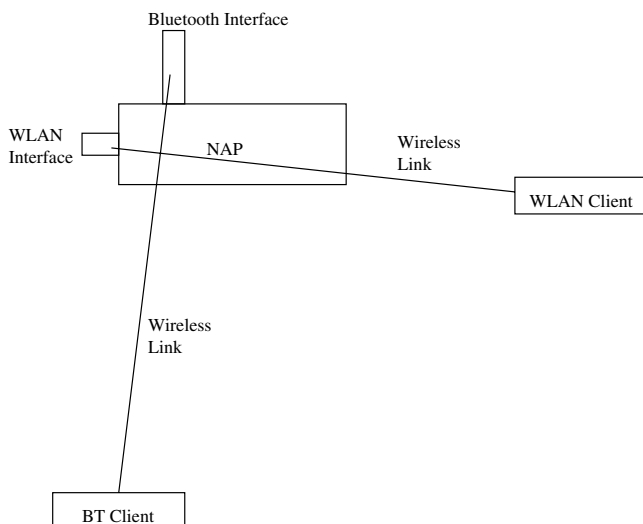 Bluetooth Interface
WLAN
Interface
NAP
Wireless
Link
WLAN Client
Wireless
Link
BT Client